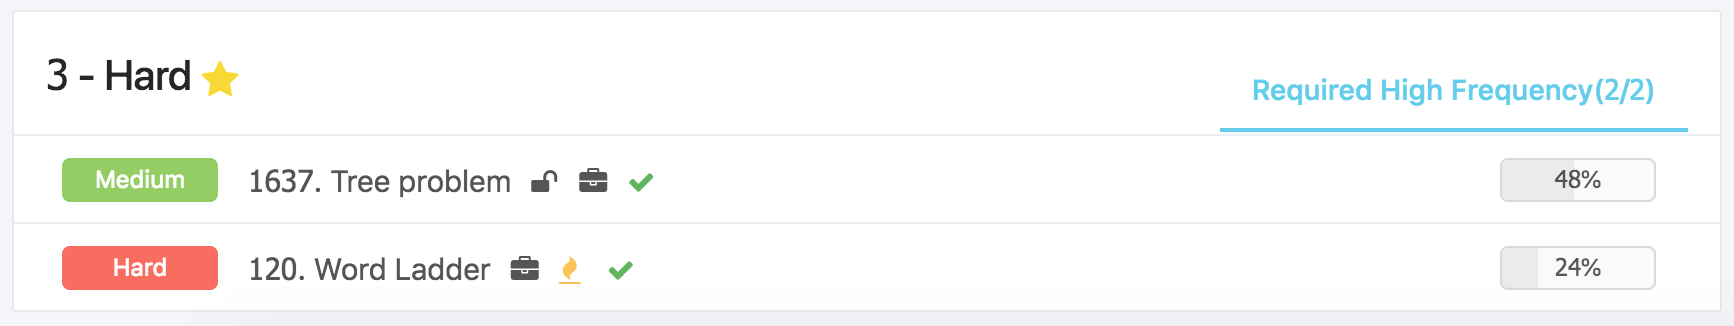 3 - Hard
Required High Frequency(2/2)
Medium 1637. Tree problem 48%
Hard 120. Word Ladder 24%